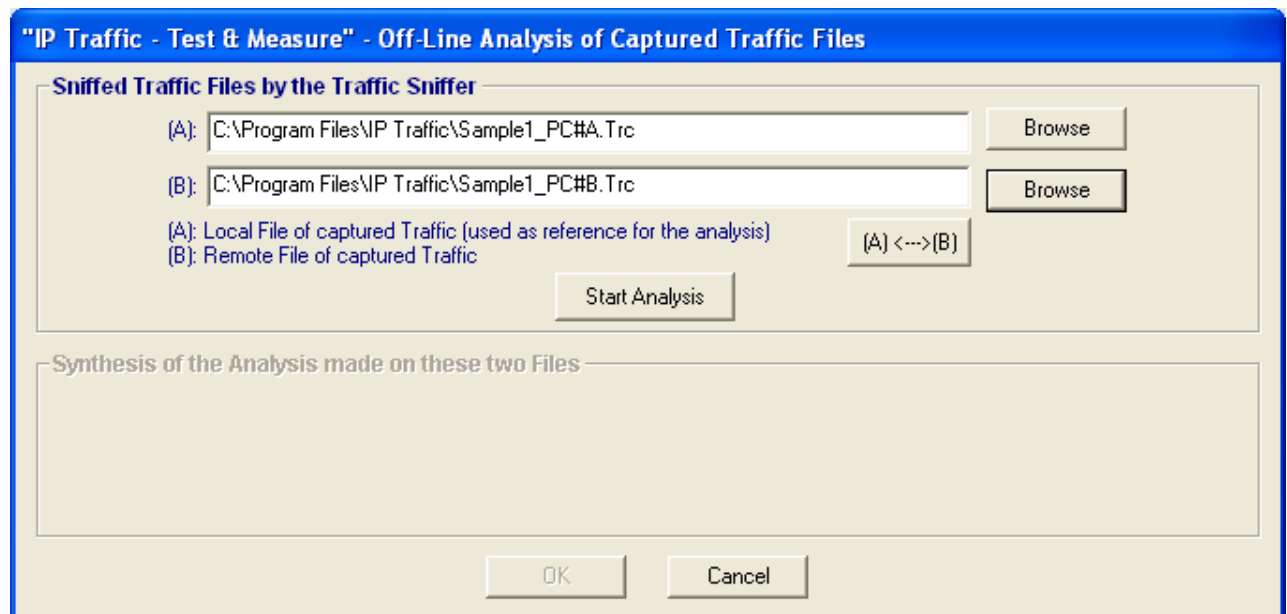 "IP Traffic - Test & Measure" - Off-Line Analysis of Captured Traffic Files
Sniffed Traffic Files by the Traffic Sniffer
(A): C:\Program Files\IP Traffic\Sample1_PC#A.Trc Browse
(B): C:\Program Files\IP Traffic\Sample1_PC#B.Trc Browse
(A): Local File of captured Traffic (used as reference for the analysis)
(B): Remote File of captured Traffic
(A) <--->(B)
Start Analysis
Synthesis of the Analysis made on these two Files
OK Cancel